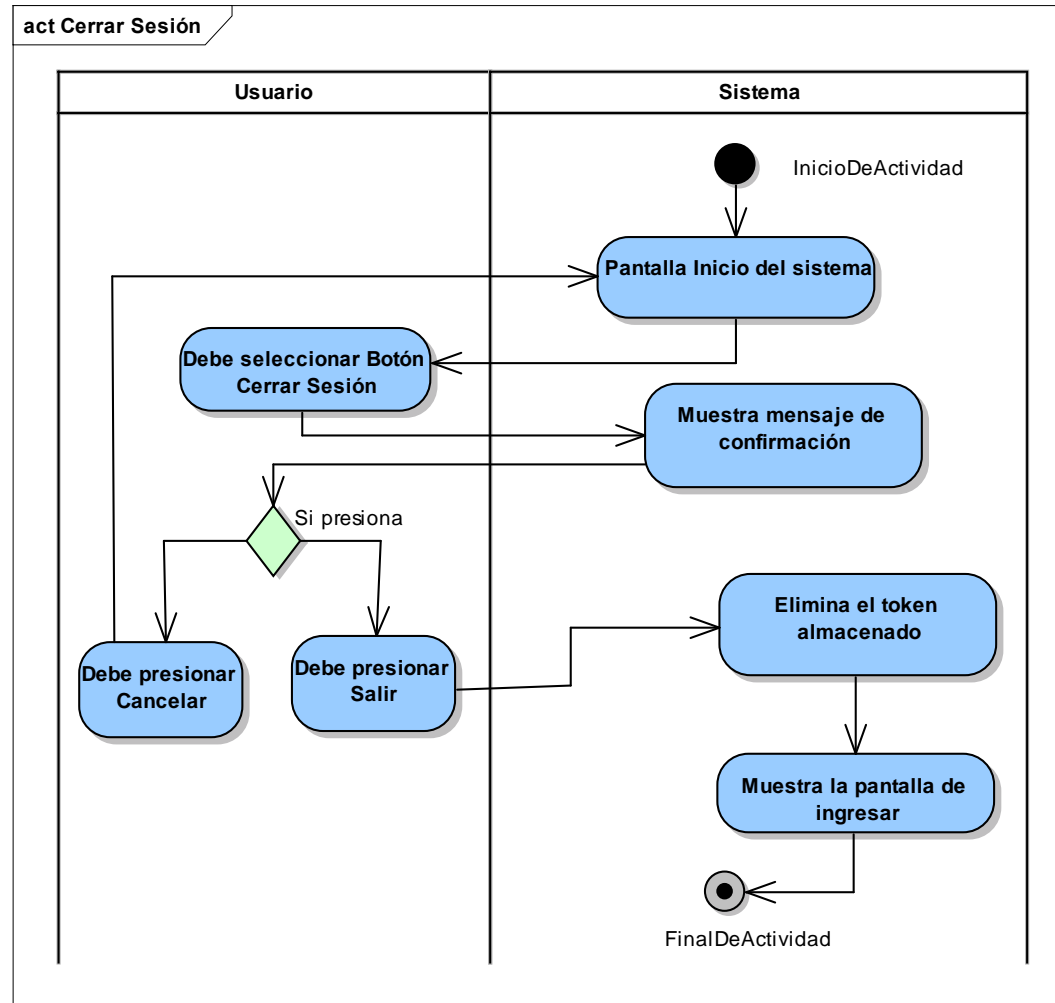 act Cerrar Sesión
Usuario
Sistema
InicioDeActividad
Pantalla Inicio del sistema
Debe seleccionar Botón
Cerrar Sesión
Muestra mensaje de
confirmación
Si presiona
Elimina el token
almacenado
Debe presionar
Cancelar
Debe presionar
Salir
Muestra la pantalla de
ingresar
FinalDeActividad